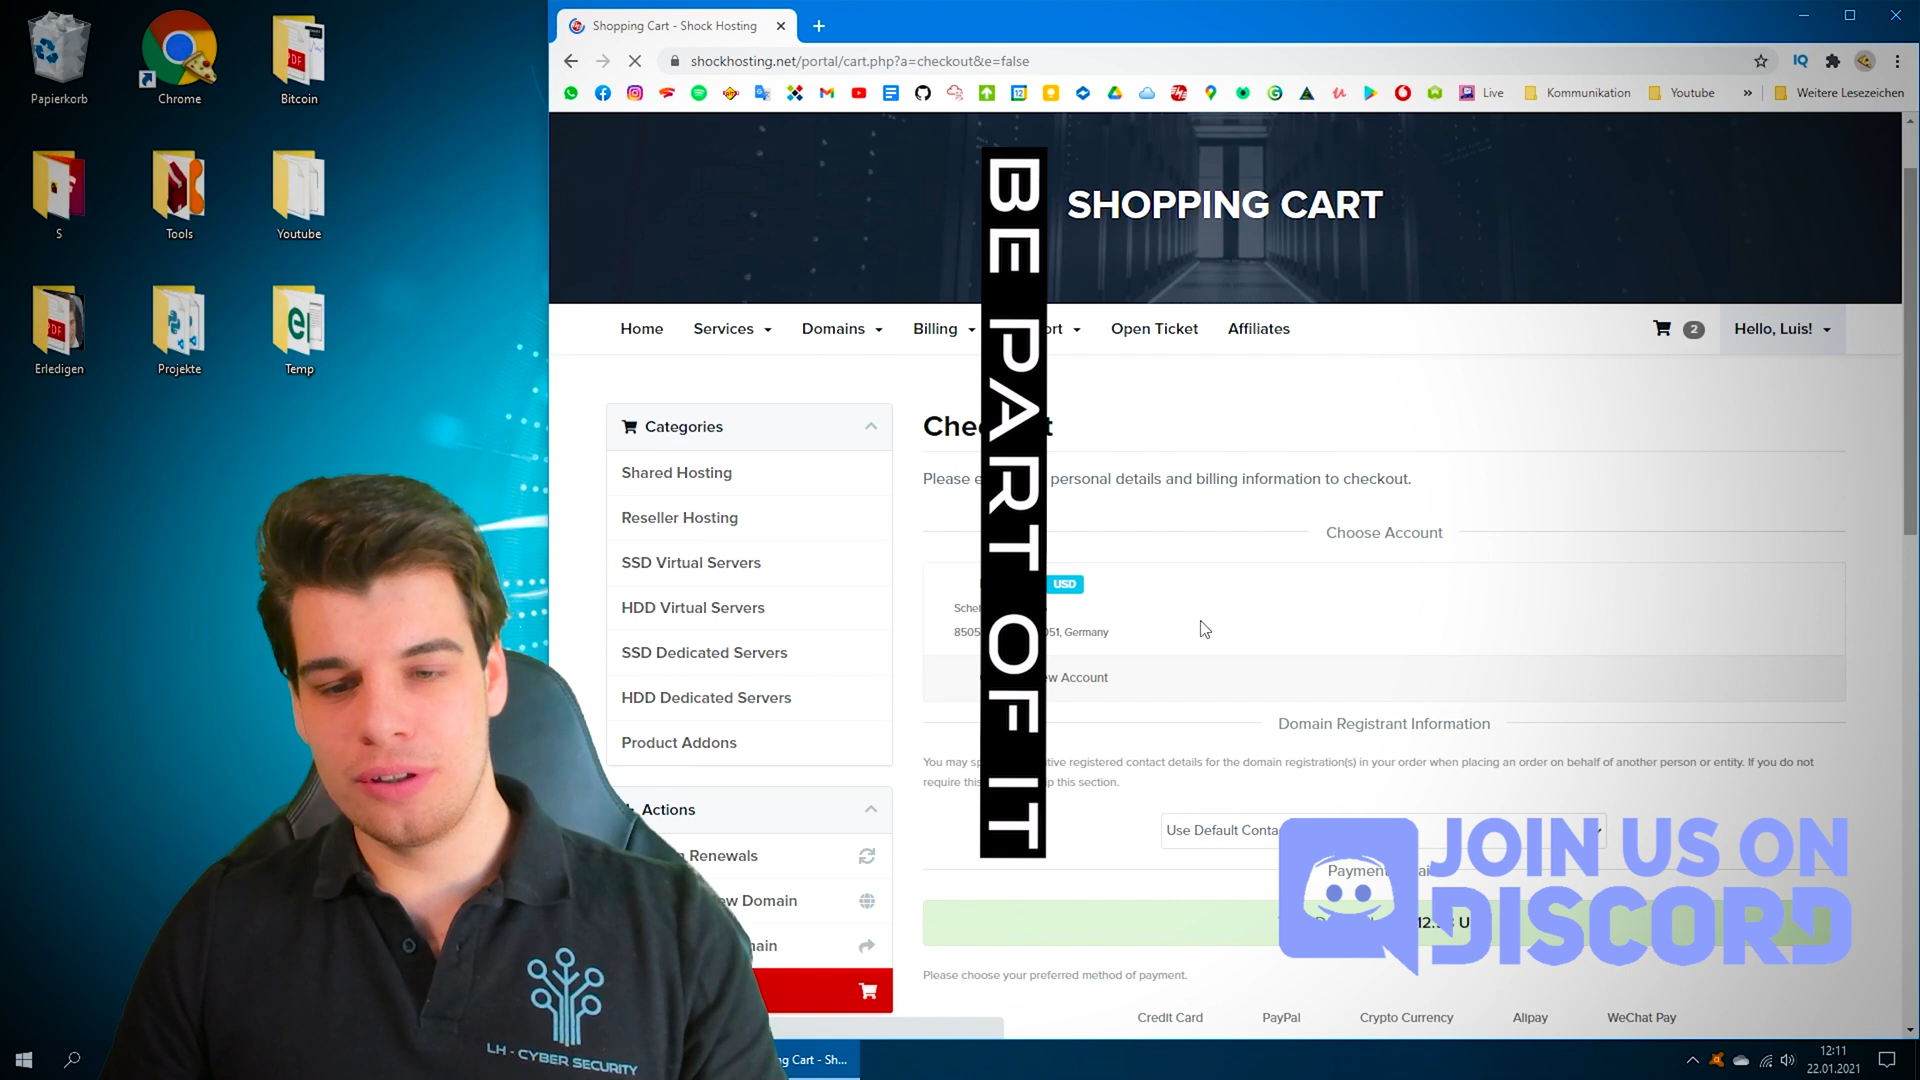 Papierkorb
Chrome
Bitcoin
S
Tools
Youtube
Erledigen
Projekte
Temp
Shopping Cart - Shock Hosting
shockhosting.net/portal/cart.php?a=checkout&e=false
IQ
Live
Kommunikation
Youtube
»
Weitere Lesezeichen
SHOPPING CART
BE PART OF IT
Home
Services
Domains
Billing
Open Ticket
Affiliates
2
Hello, Luis!
Categories
Shared Hosting
Reseller Hosting
SSD Virtual Servers
HDD Virtual Servers
SSD Dedicated Servers
HDD Dedicated Servers
Product Addons
Actions
Renewals
Domain
Please personal details and billing information to checkout.
Choose Account
USD
Germany
Account
Domain Registrant Information
You may registered contact details for the domain registration(s) in your order when placing an order on behalf of another person or entity. If you do not
require this this section.
Use Default
Payment
JOIN US ON
DISCORD
Please choose your preferred method of payment.
Credit Card
PayPal
Crypto Currency
Alipay
WeChat Pay
LH - CYBER SECURITY
Cart - Sh...
12:11
22.01.2021